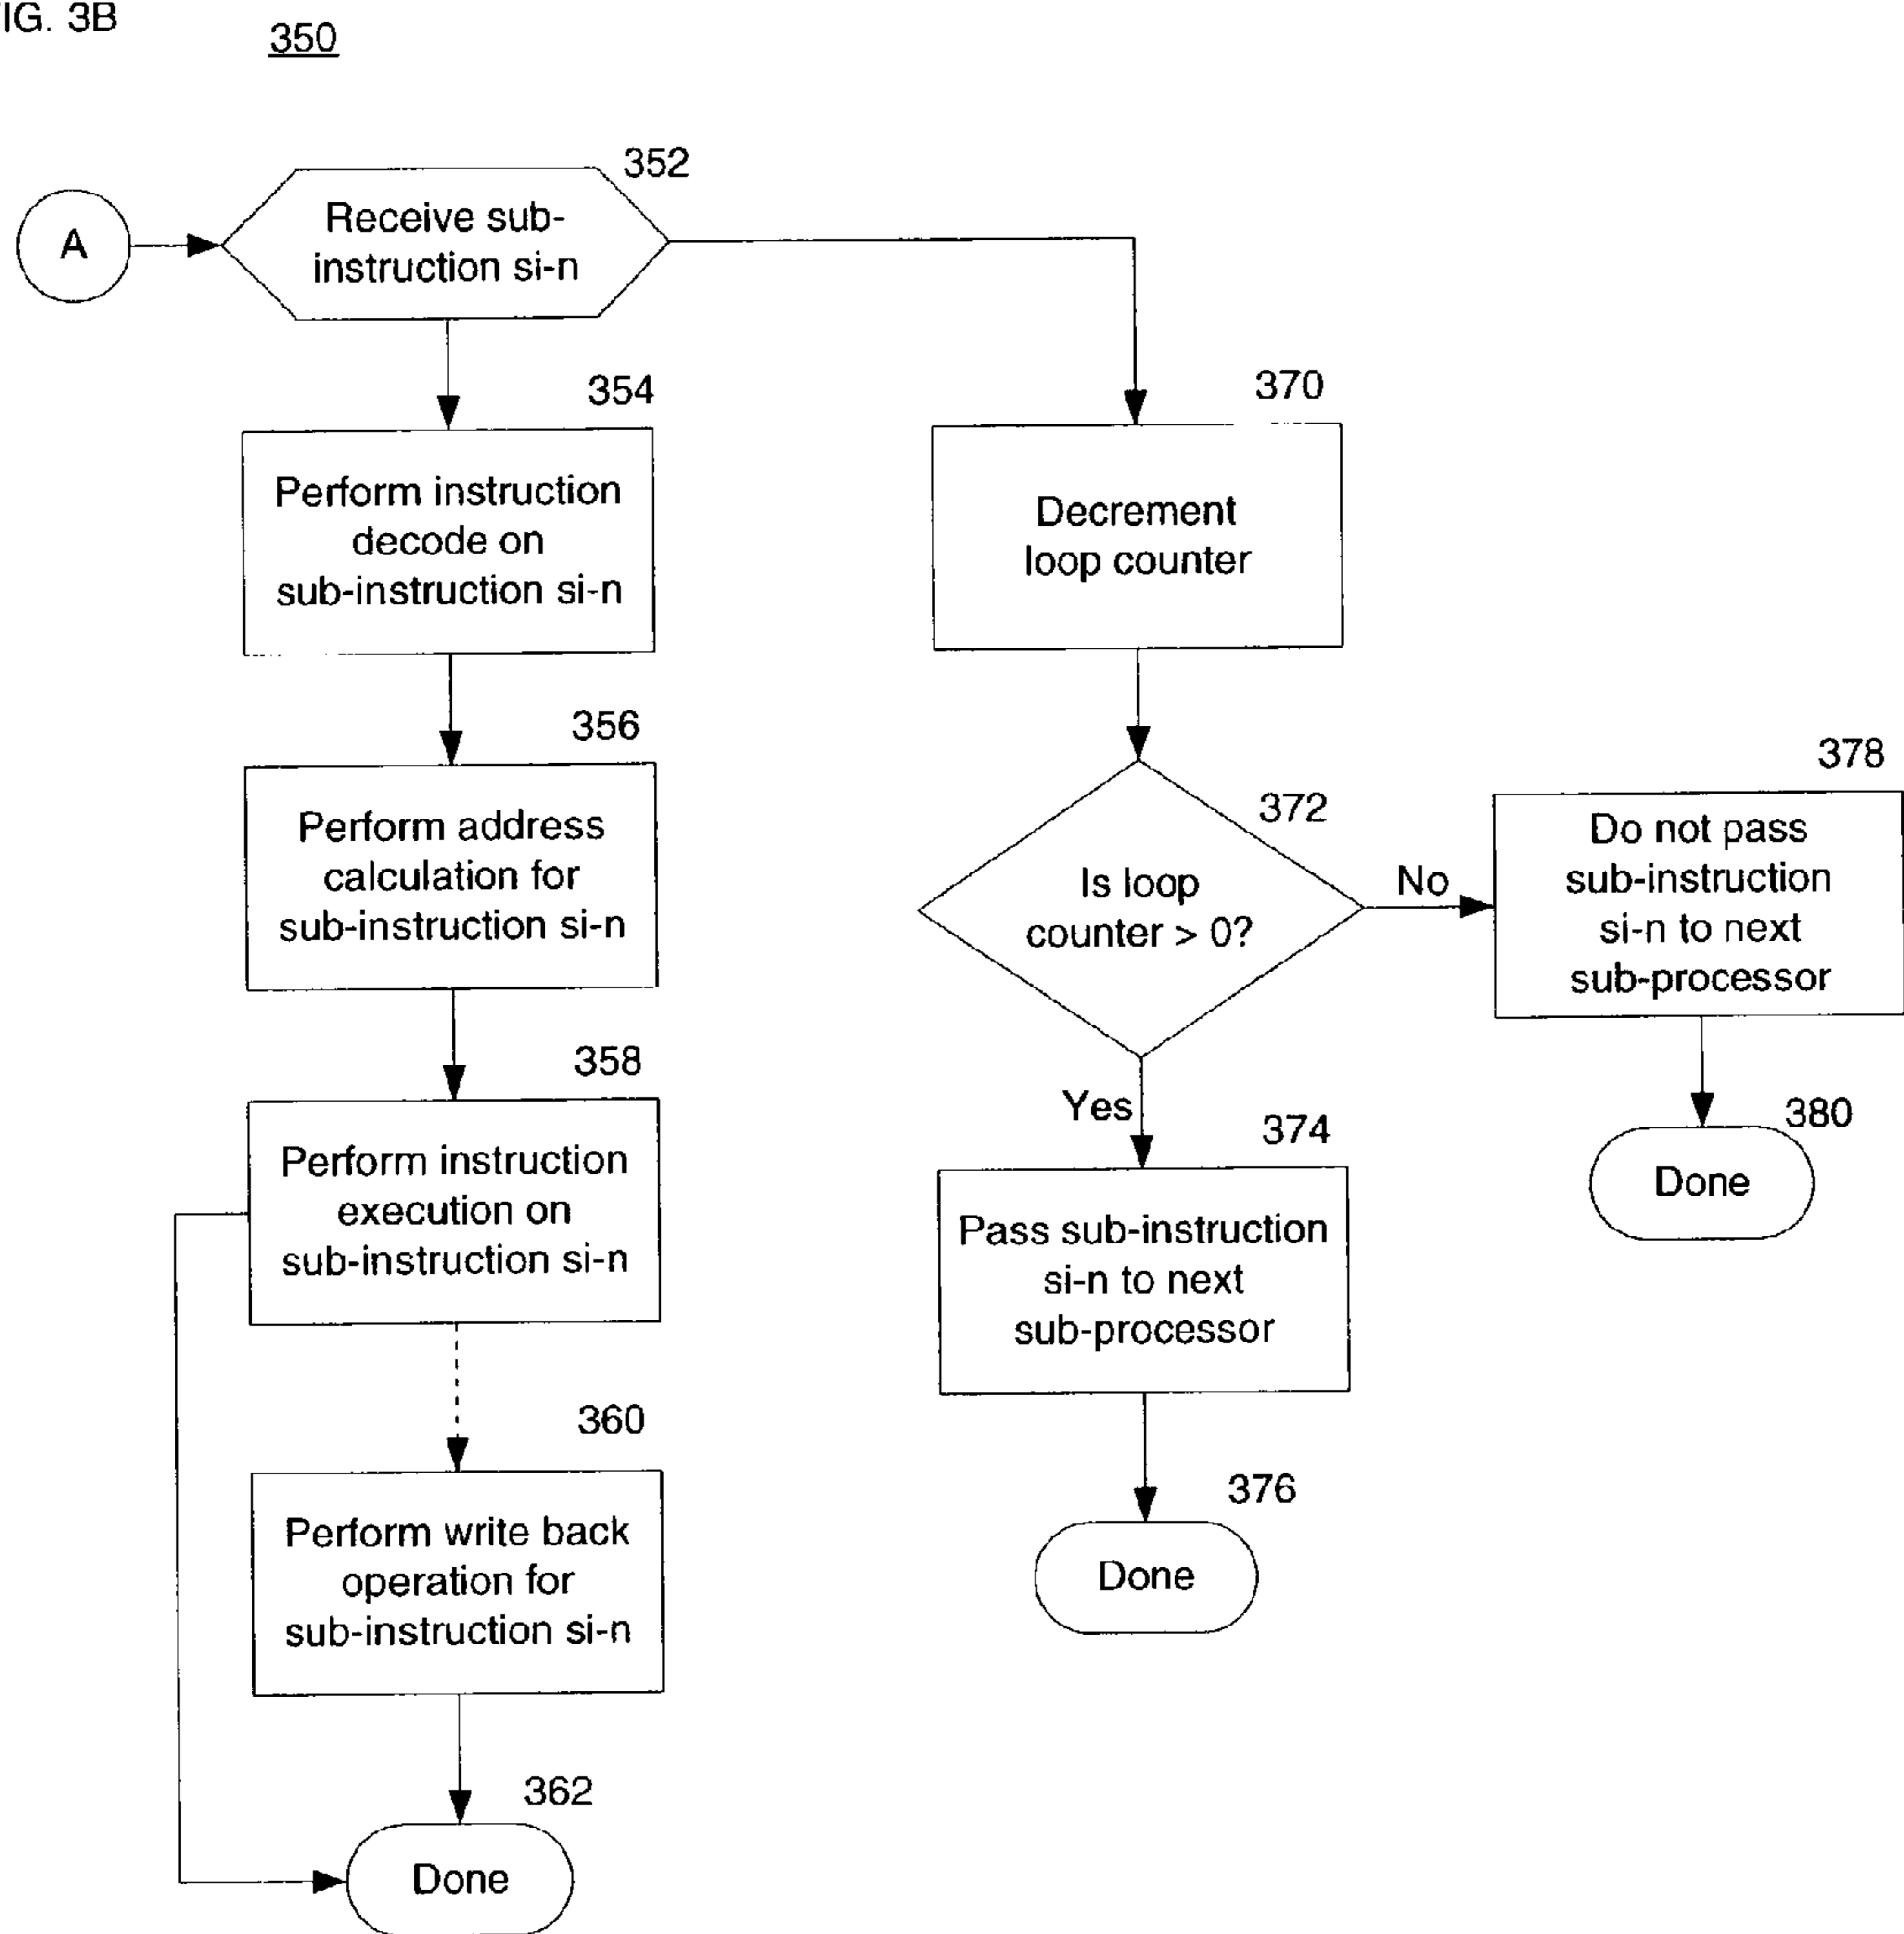 IG. 3B
350
A
352
Receive sub-
instruction si-n
354
Perform instruction
decode on
sub-instruction si-n
356
Perform address
calculation for
sub-instruction si-n
358
Perform instruction
execution on
sub-instruction si-n
360
Perform write back
operation for
sub-instruction si-n
362
Done
370
Decrement
loop counter
372
Is loop
counter > 0?
No
Yes
374
Pass sub-instruction
si-n to next
sub-processor
376
Done
378
Do not pass
sub-instruction
si-n to next
sub-processor
380
Done